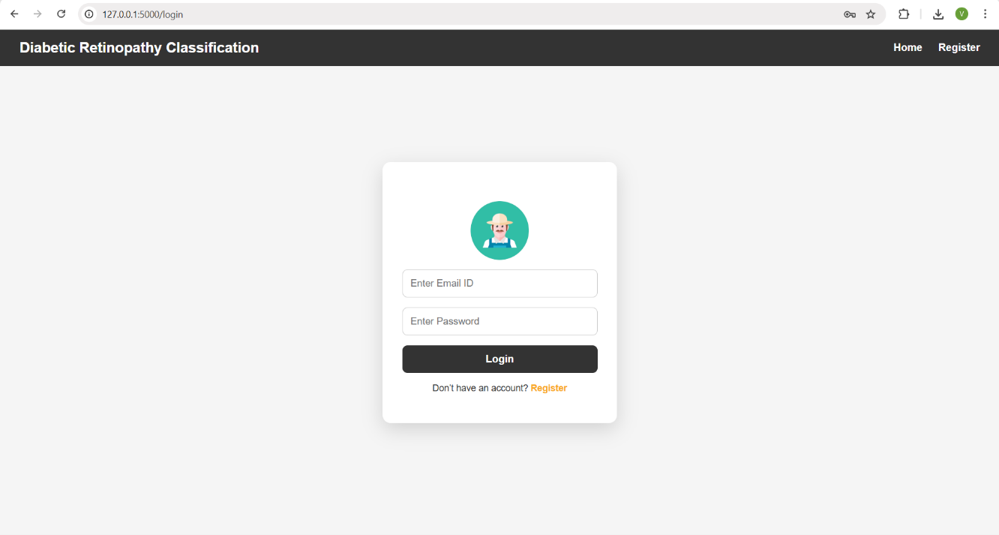 127.0.0.1:5000/login
V
Diabetic Retinopathy Classification
Home Register
Enter Email ID
Enter Password
Login
Don't have an account? Register